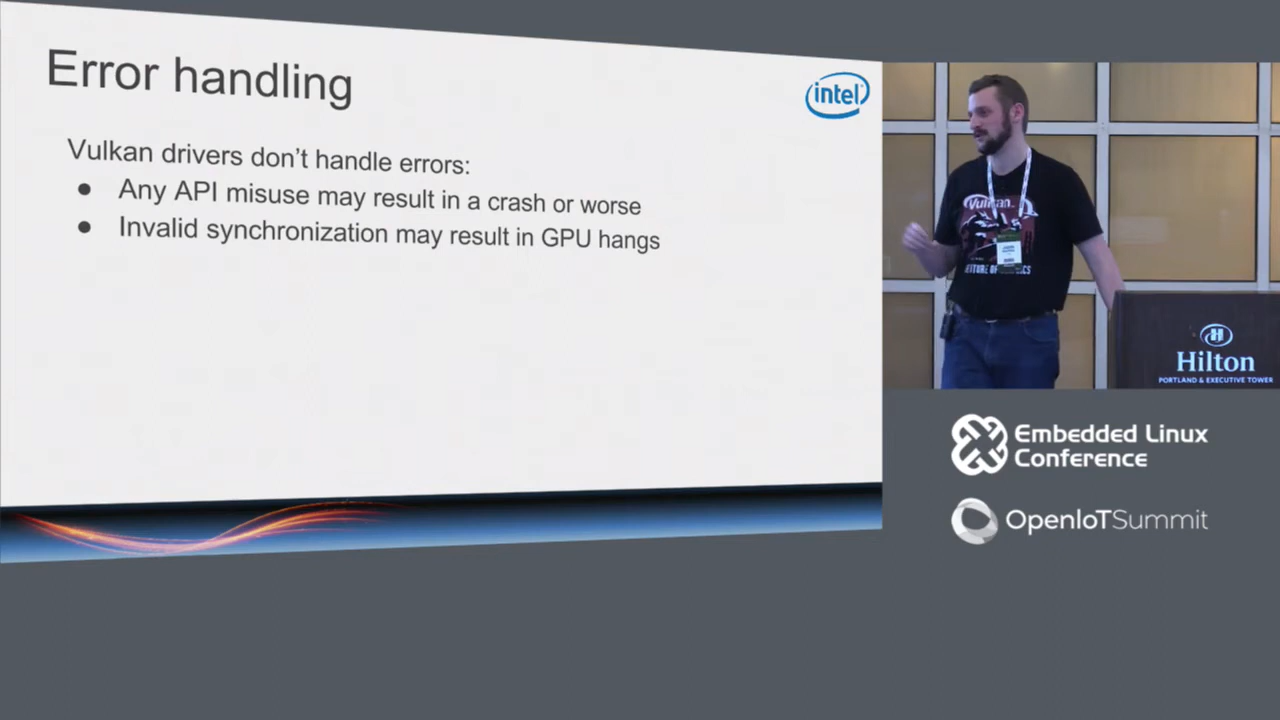 Error handling
intel
Vulkan drivers don't handle errors:
● Any API misuse may result in a crash or worse
● Invalid synchronization may result in GPU hangs
Vulkan
Hilton
PORTLAND & EXECUTIVE TOWER
Embedded Linux
Conference
OpenIoTSummit